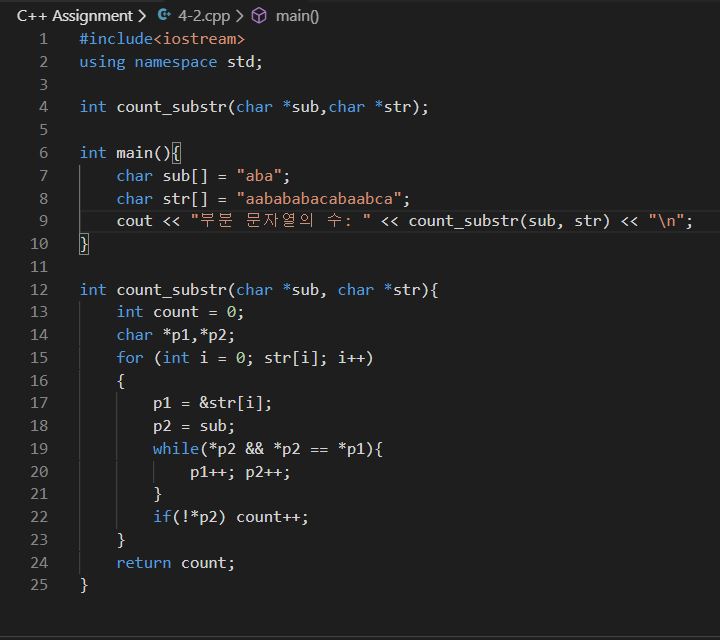 C++ Assignment > 4-2.cpp > main()
1 #include<iostream>
2 using namespace std;
3
4 int count_substr(char *sub,char *str);
5
6 int main(){
7 char sub[] = "aba";
8 char str[] = "aabababacabaabca";
9 cout << "부분 문자열의 수: " << count_substr(sub, str) << "\n";
10 }
11
12 int count_substr(char *sub, char *str){
13 int count = 0;
14 char *p1,*p2;
15 for (int i = 0; str[i]; i++)
16 {
17 p1 = &str[i];
18 p2 = sub;
19 while(*p2 && *p2 == *p1){
20 p1++; p2++;
21 }
22 if(!*p2) count++;
23 }
24 return count;
25 }